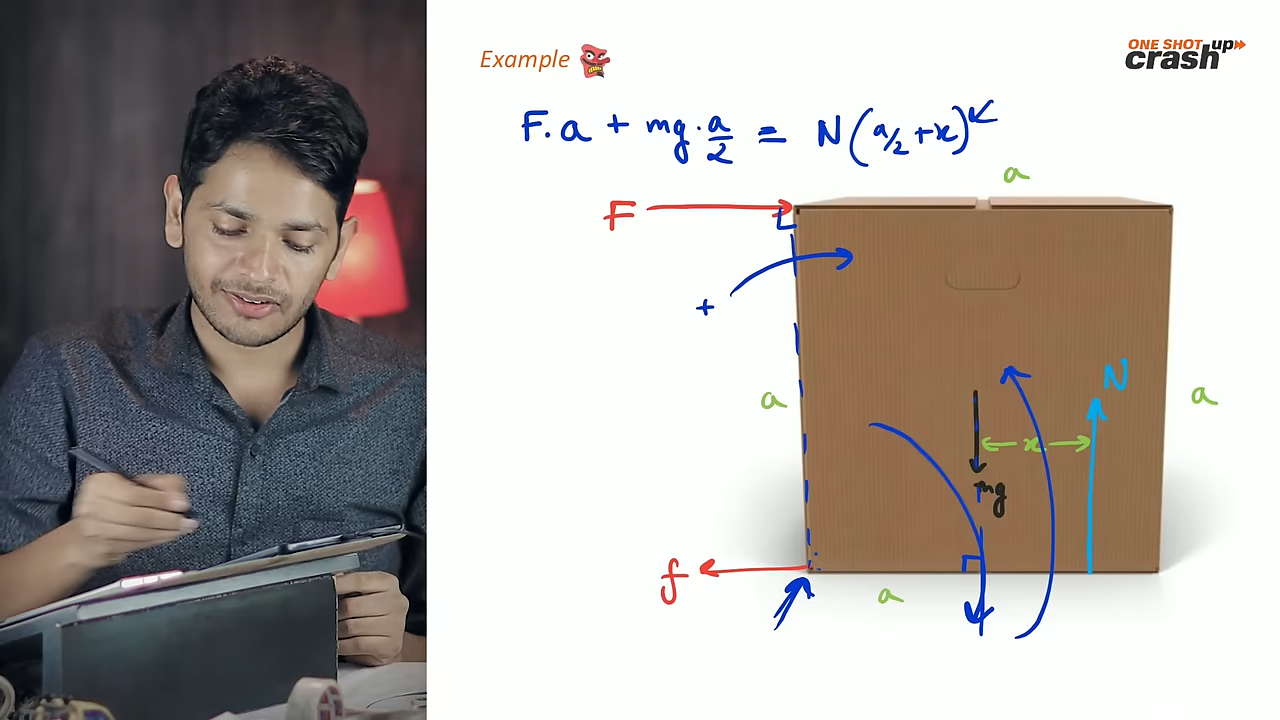 Example
ONE SHOT
crash up
F.a + mg.a/2 = N(a/2+x)
a
F
+
N
a
a
x
mg
f
a